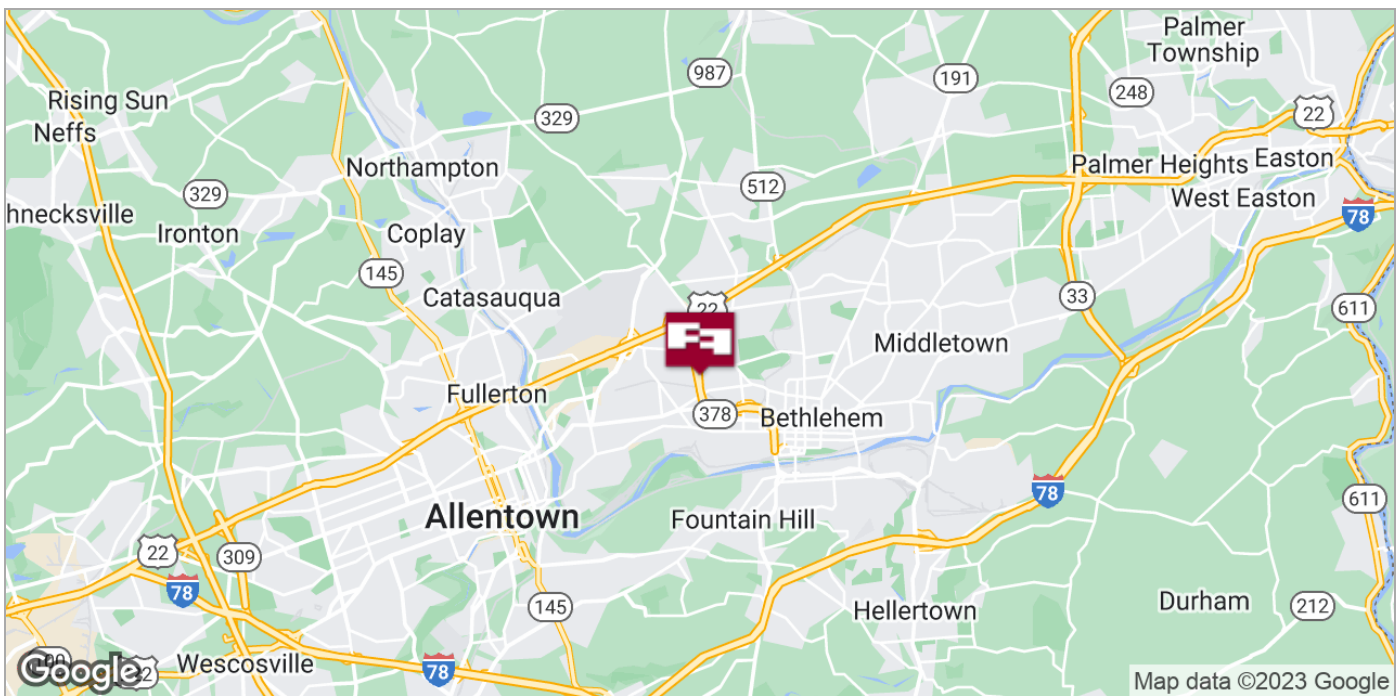 Palmer
Township
987
191
248
22
Rising Sun
Neffs
329
Northampton
512
Palmer Heights
Easton
329
West Easton
78
hnecksville
Ironton
Coplay
145
Catasauqua
22
33
611
Middletown
Fullerton
378
Bethlehem
78
611
Allentown
Fountain Hill
22
309
78
145
Hellertown
Durham
212
Wescosville
78
Google
Map data ©2023 Google